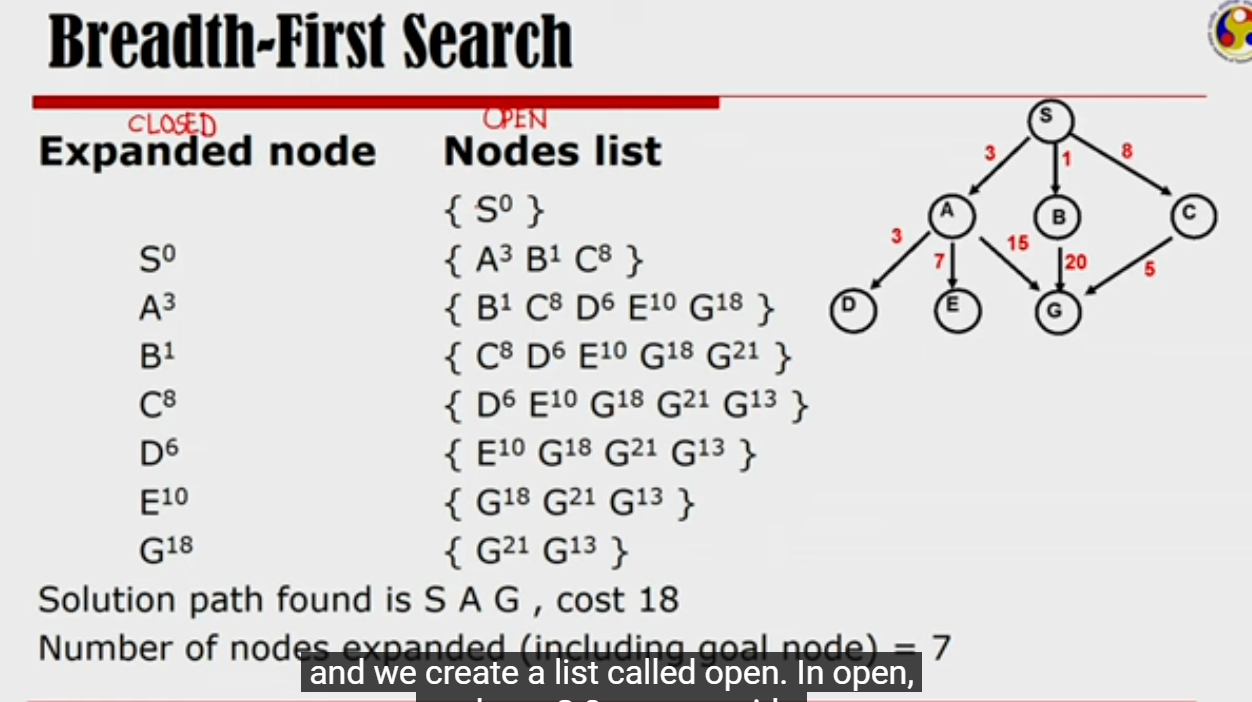 Breadth-First Search
CLOSED OPEN
Expanded node Nodes list
{ S⁰ }
S⁰ { A³ B¹ C⁸ }
A³ { B¹ C⁸ D⁶ E¹⁰ G¹⁸ }
B¹ { C⁸ D⁶ E¹⁰ G¹⁸ G²¹ }
C⁸ { D⁶ E¹⁰ G¹⁸ G²¹ G¹³ }
D⁶ { E¹⁰ G¹⁸ G²¹ G¹³ }
E¹⁰ { G¹⁸ G²¹ G¹³ }
G¹⁸ { G²¹ G¹³ }
Solution path found is S A G , cost 18
Number of nodes expanded (including goal node) = 7
S
3 1 8
A B C
3 7 15 20 5
D E G
and we create a list called open. In open,